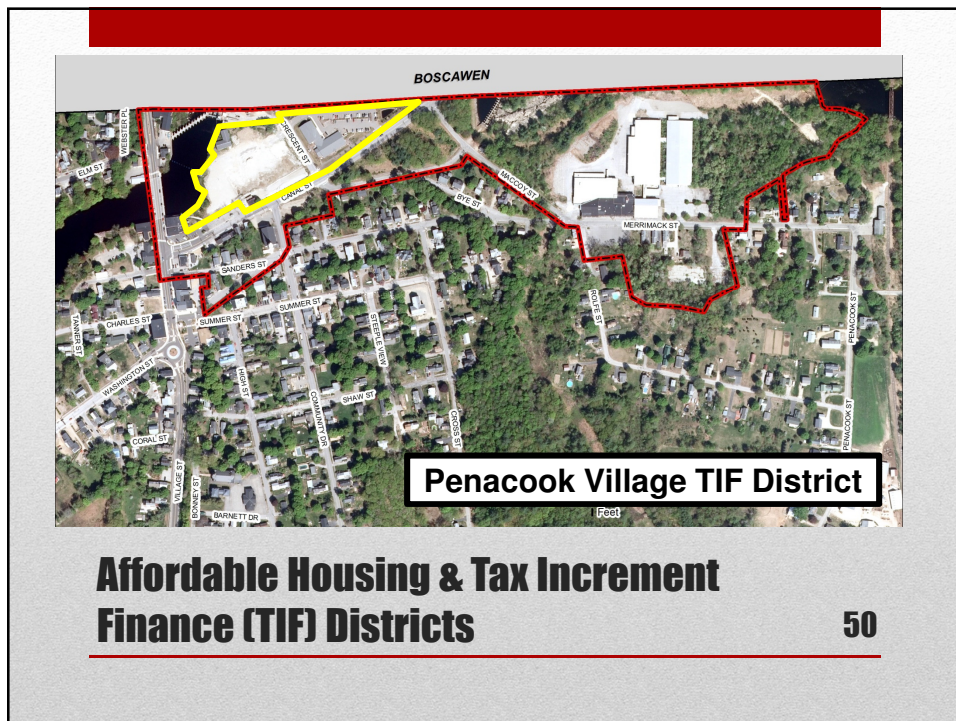 BOSCAWEN
WEBSTER PL
ELM ST
CRESCENT ST
CANAL ST
MACCOY ST
BYE ST
MERRIMACK ST
SANDERS ST
SUMMER ST
SUMMER ST
CHARLES ST
TANNER ST
WASHINGTON ST
HIGH ST
STEEPLE VIEW
ROLFE ST
PENACOOK ST
COMMUNITY DR
SHAW ST
CROSS ST
CORAL ST
VILLAGE ST
BONNEY ST
BARNETT DR
PENACOOK ST
Penacook Village TIF District
Feet
Affordable Housing & Tax Increment
Finance (TIF) Districts
50